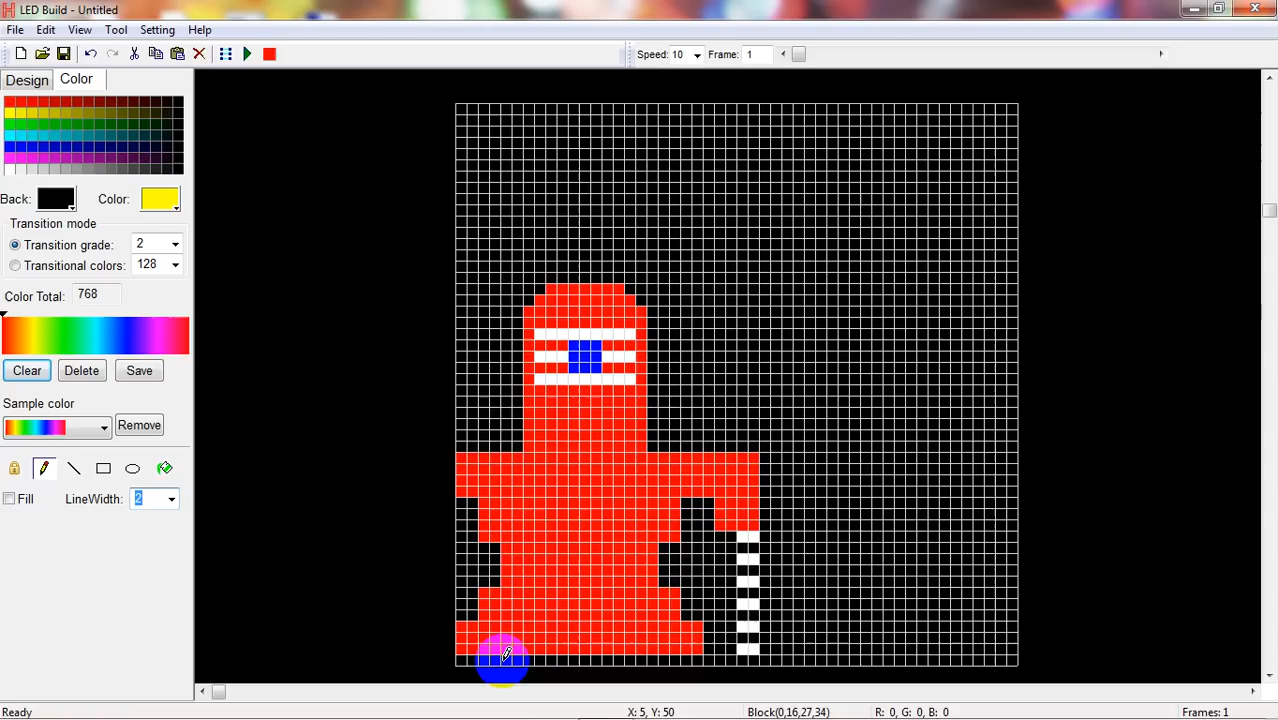 LED Build - Untitled
File Edit View Tool Setting Help
Speed: 10 Frame: 1
Design Color
Back: Color:
Transition mode
Transition grade: 2
Transitional colors: 128
Color Total: 768
Clear Delete Save
Sample color
Remove
Fill LineWidth: 2
Ready X: 5, Y: 50 Block(0,16,27,34) R: 0, G: 0, B: 0 Frames: 1